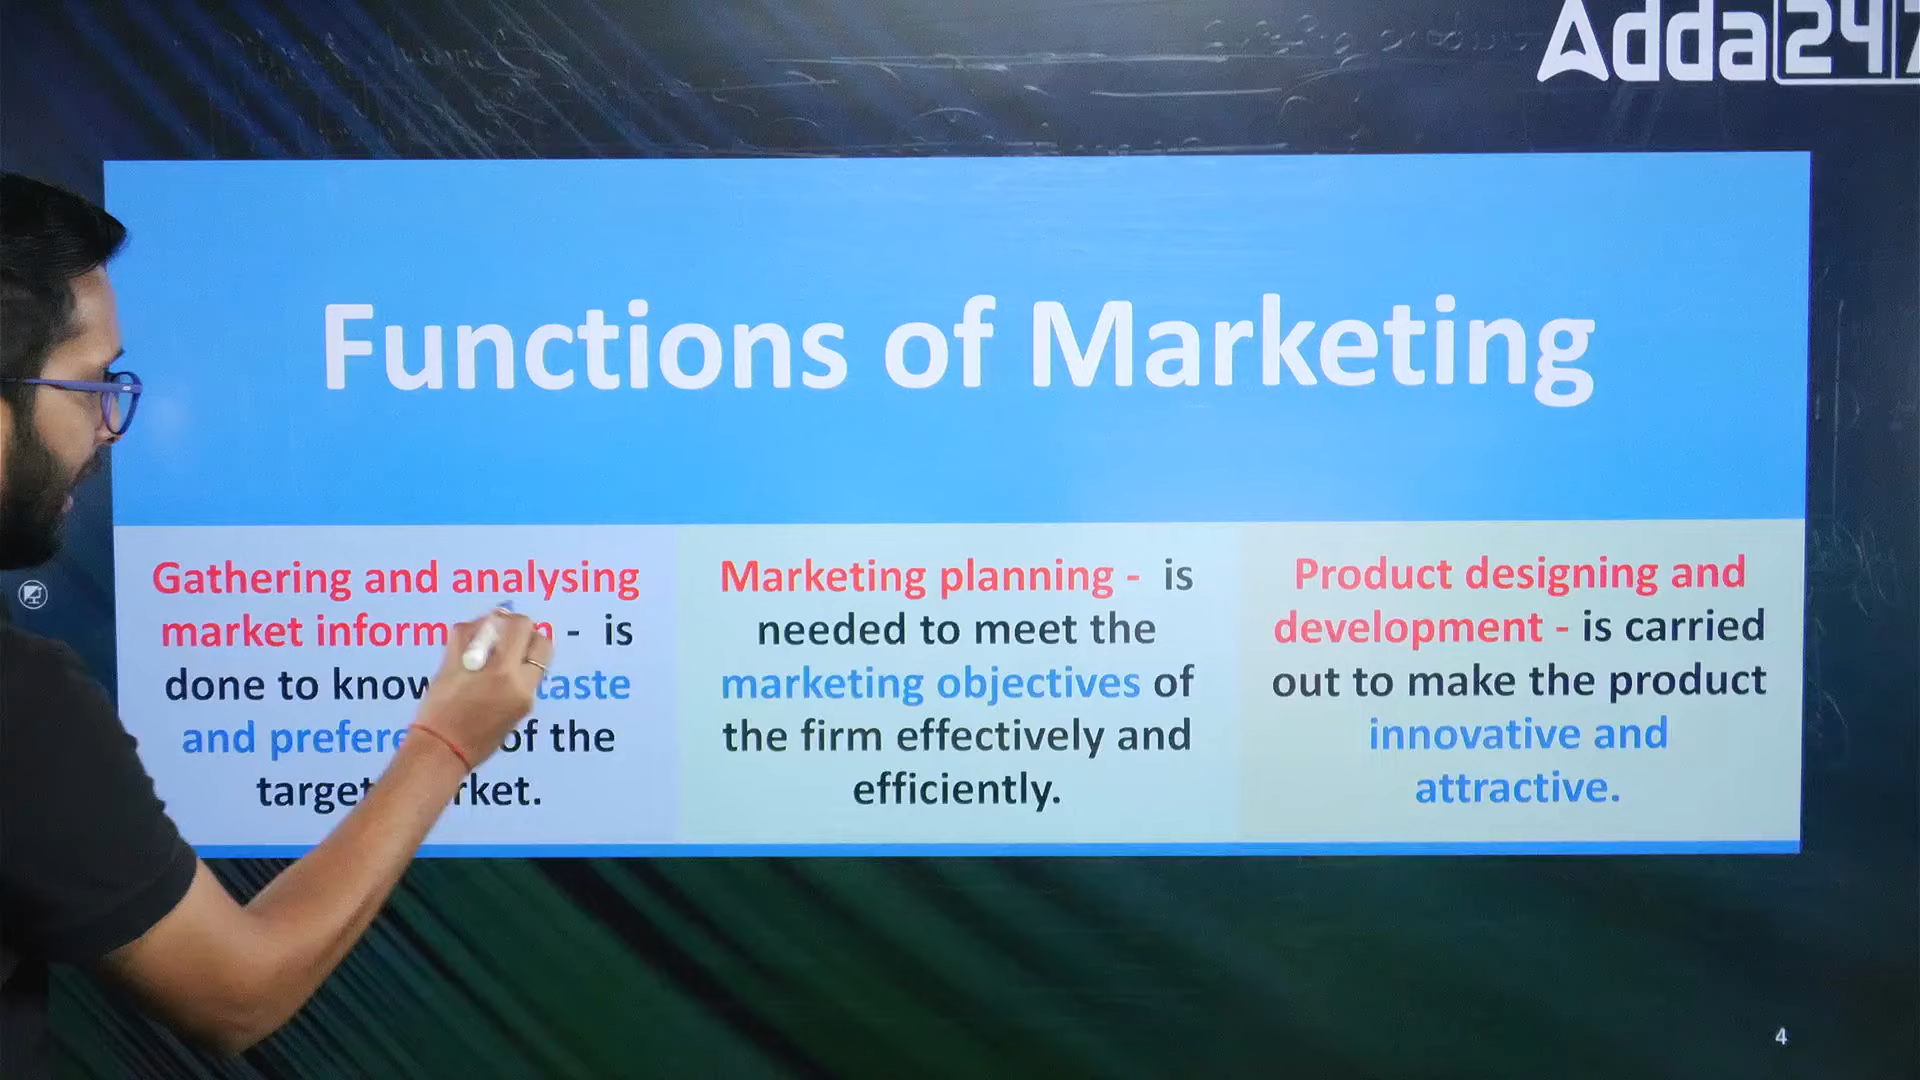 Adda247
Functions of Marketing
Gathering and analysing
market inform n - is
done to know taste
and prefere of the
target rket.
Marketing planning - is
needed to meet the
marketing objectives of
the firm effectively and
efficiently.
Product designing and
development - is carried
out to make the product
innovative and
attractive.
4